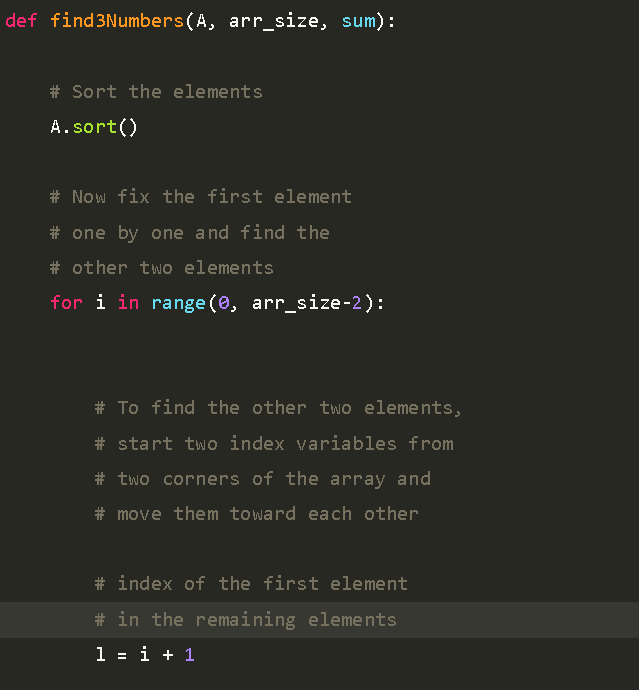 def find3Numbers(A, arr_size, sum):
# Sort the elements
A.sort()
# Now fix the first element
# one by one and find the
# other two elements
for i in range(0, arr_size-2):
# To find the other two elements,
# start two index variables from
# two corners of the array and
# move them toward each other
# index of the first element
# in the remaining elements
l = i + 1